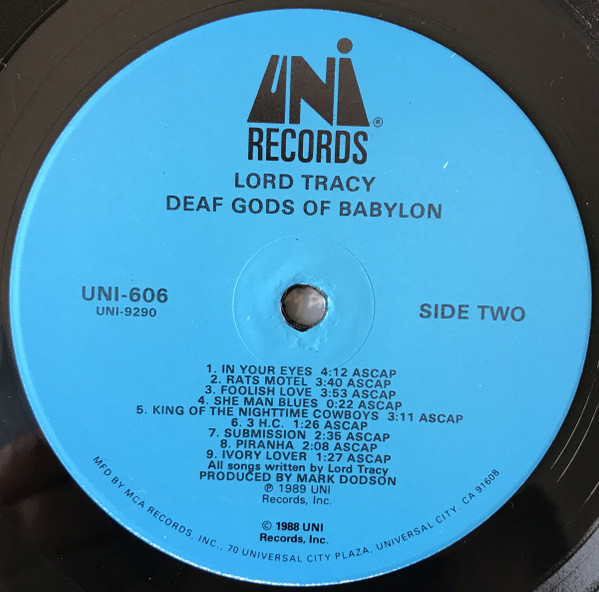 UNI
®
RECORDS
LORD TRACY
DEAF GODS OF BABYLON
UNI-606
UNI-9290
SIDE TWO
1. IN YOUR EYES 4:12 ASCAP
2. RATS MOTEL 3:40 ASCAP
3. FOOLISH LOVE 3:53 ASCAP
4. SHE MAN BLUES 0:22 ASCAP
5. KING OF THE NIGHTTIME COWBOYS 3:11 ASCAP
6. 3 H.C. 1:26 ASCAP
7. SUBMISSION 2:35 ASCAP
8. PIRANHA 2:08 ASCAP
9. IVORY LOVER 1:27 ASCAP
All songs written by Lord Tracy
PRODUCED BY MARK DODSON
℗ 1989 UNI
Records, Inc.
© 1988 UNI
Records, Inc.
MFD BY MCA RECORDS, INC., 70 UNIVERSAL CITY PLAZA, UNIVERSAL CITY, CA 91608